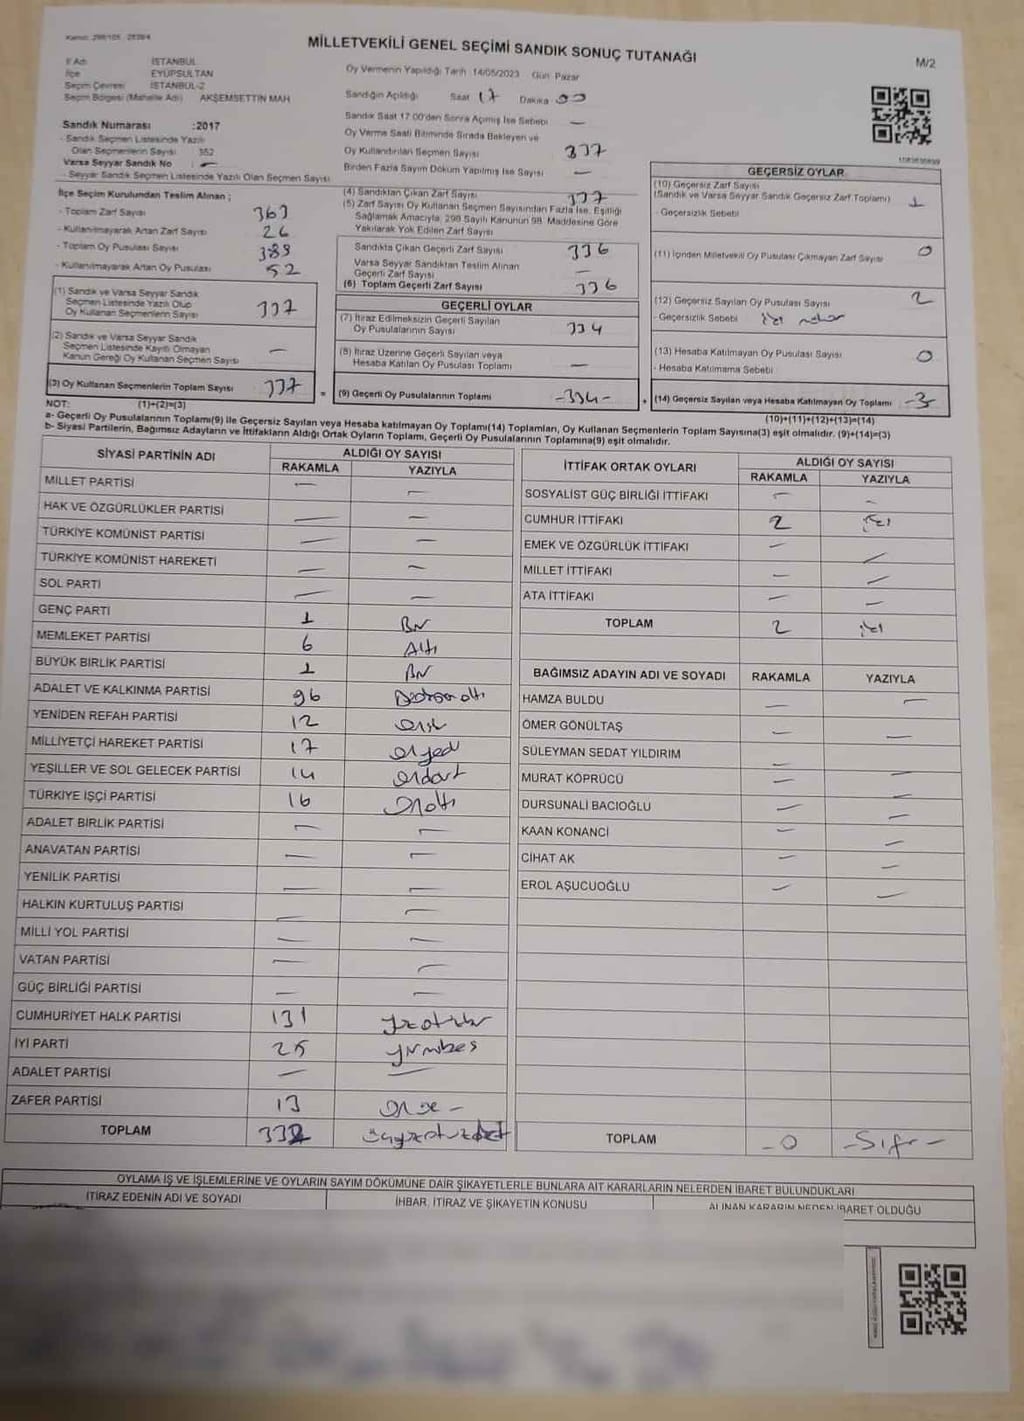 MİLLETVEKİLİ GENEL SEÇİMİ SANDIK SONUÇ TUTANAĞI
M/2
İl Adı İSTANBUL
İlçe EYÜPSULTAN
Seçim Çevresi İSTANBUL-2
Seçim Bölgesi (Mahalle Adı) AKŞEMSETTİN MAH
Sandık Numarası :2017
- Sandık Seçmen Listesinde Yazılı
Olan Seçmenlerin Sayısı 352
Varsa Seyyar Sandık No —
- Seyyar Sandık Seçmen Listesinde Yazılı Olan Seçmen Sayısı
Oy Vermenin Yapıldığı Tarih :14/05/2023 Gün Pazar
Sandığın Açıldığı Saat 17 Dakika 00
Sandık Saat 17.00'den Sonra Açılmış İse Sebebi —
Oy Verme Saati Bitiminde Sırada Bekleyen ve
Oy Kullandırılan Seçmen Sayısı 337
Birden Fazla Sayım Döküm Yapılmış İse Sayısı —
İlçe Seçim Kurulundan Teslim Alınan ;
- Toplam Zarf Sayısı 363
- Kullanılmayarak Artan Zarf Sayısı 26
- Toplam Oy Pusulası Sayısı 389
- Kullanılmayarak Artan Oy Pusulası 52
(1) Sandık ve Varsa Seyyar Sandık
Seçmen Listesinde Yazılı Olup
Oy Kullanan Seçmenlerin Sayısı 337
(2) Sandık ve Varsa Seyyar Sandık
Seçmen Listesinde Kayıtlı Olmayan
Kanun Gereği Oy Kullanan Seçmen Sayısı —
(3) Oy Kullanan Seçmenlerin Toplam Sayısı 337
(4) Sandıktan Çıkan Zarf Sayısı 337
(5) Zarf Sayısı Oy Kullanan Seçmen Sayısından Fazla İse, Eşitliği
Sağlamak Amacıyla, 298 Sayılı Kanunun 98. Maddesine Göre
Yakılarak Yok Edilen Zarf Sayısı
Sandıkta Çıkan Geçerli Zarf Sayısı 336
Varsa Seyyar Sandıktan Teslim Alınan
Geçerli Zarf Sayısı —
(6) Toplam Geçerli Zarf Sayısı 336
GEÇERLİ OYLAR
(7) İtiraz Edilmeksizin Geçerli Sayılan
Oy Pusulalarının Sayısı 334
(8) İtiraz Üzerine Geçerli Sayılan veya
Hesaba Katılan Oy Pusulası Toplamı —
= (9) Geçerli Oy Pusulalarının Toplamı -334-
GEÇERSİZ OYLAR
(10) Geçersiz Zarf Sayısı
(Sandık ve Varsa Seyyar Sandık Geçersiz Zarf Toplamı) 1
- Geçersizlik Sebebi
(11) İçinden Milletvekili Oy Pusulası Çıkmayan Zarf Sayısı 0
(12) Geçersiz Sayılan Oy Pusulası Sayısı 2
- Geçersizlik Sebebi
(13) Hesaba Katılmayan Oy Pusulası Sayısı 0
- Hesaba Katılmama Sebebi
+ (14) Geçersiz Sayılan veya Hesaba Katılmayan Oy Toplamı -3-
NOT: (1)+(2)=(3) (10)+(11)+(12)+(13)=(14)
a- Geçerli Oy Pusulalarının Toplamı(9) ile Geçersiz Sayılan veya Hesaba katılmayan Oy Toplamı(14) Toplamları, Oy Kullanan Seçmenlerin Toplam Sayısına(3) eşit olmalıdır. (9)+(14)=(3)
b- Siyasi Partilerin, Bağımsız Adayların ve İttifakların Aldığı Ortak Oyların Toplamı, Geçerli Oy Pusulalarının Toplamına(9) eşit olmalıdır.
SİYASİ PARTİNİN ADI ALDIĞI OY SAYISI
RAKAMLA YAZIYLA
MİLLET PARTİSİ — —
HAK VE ÖZGÜRLÜKLER PARTİSİ — —
TÜRKİYE KOMÜNİST PARTİSİ — —
TÜRKİYE KOMÜNİST HAREKETİ — —
SOL PARTİ — —
GENÇ PARTİ 1 Bir
MEMLEKET PARTİSİ 6 Altı
BÜYÜK BİRLİK PARTİSİ 1 Bir
ADALET VE KALKINMA PARTİSİ 96 Doksan altı
YENİDEN REFAH PARTİSİ 12 Oniki
MİLLİYETÇİ HAREKET PARTİSİ 17 Onyedi
YEŞİLLER VE SOL GELECEK PARTİSİ 14 Ondört
TÜRKİYE İŞÇİ PARTİSİ 16 Onaltı
ADALET BİRLİK PARTİSİ — —
ANAVATAN PARTİSİ — —
YENİLİK PARTİSİ — —
HALKIN KURTULUŞ PARTİSİ — —
MİLLİ YOL PARTİSİ — —
VATAN PARTİSİ — —
GÜÇ BİRLİĞİ PARTİSİ — —
CUMHURİYET HALK PARTİSİ 131 yüzotuzbir
İYİ PARTİ 25 yirmibeş
ADALET PARTİSİ — —
ZAFER PARTİSİ 13 onüç -
TOPLAM 332
İTTİFAK ORTAK OYLARI ALDIĞI OY SAYISI
RAKAMLA YAZIYLA
SOSYALİST GÜÇ BİRLİĞİ İTTİFAKI — —
CUMHUR İTTİFAKI 2 iki
EMEK VE ÖZGÜRLÜK İTTİFAKI — —
MİLLET İTTİFAKI — —
ATA İTTİFAKI — —
TOPLAM 2 iki
BAĞIMSIZ ADAYIN ADI VE SOYADI RAKAMLA YAZIYLA
HAMZA BULDU — —
ÖMER GÖNÜLTAŞ — —
SÜLEYMAN SEDAT YILDIRIM — —
MURAT KÖPRÜCÜ — —
DURSUNALİ BACIOĞLU — —
KAAN KONANCİ — —
CİHAT AK — —
EROL AŞUCUOĞLU — —
TOPLAM -0 -Sıfır-
OYLAMA İŞ VE İŞLEMLERİNE VE OYLARIN SAYIM DÖKÜMÜNE DAİR ŞİKAYETLERLE BUNLARA AİT KARARLARIN NELERDEN İBARET BULUNDUKLARI
İTİRAZ EDENİN ADI VE SOYADI İHBAR, İTİRAZ VE ŞİKAYETİN KONUSU ALINAN KARARIN NEDEN İBARET OLDUĞU